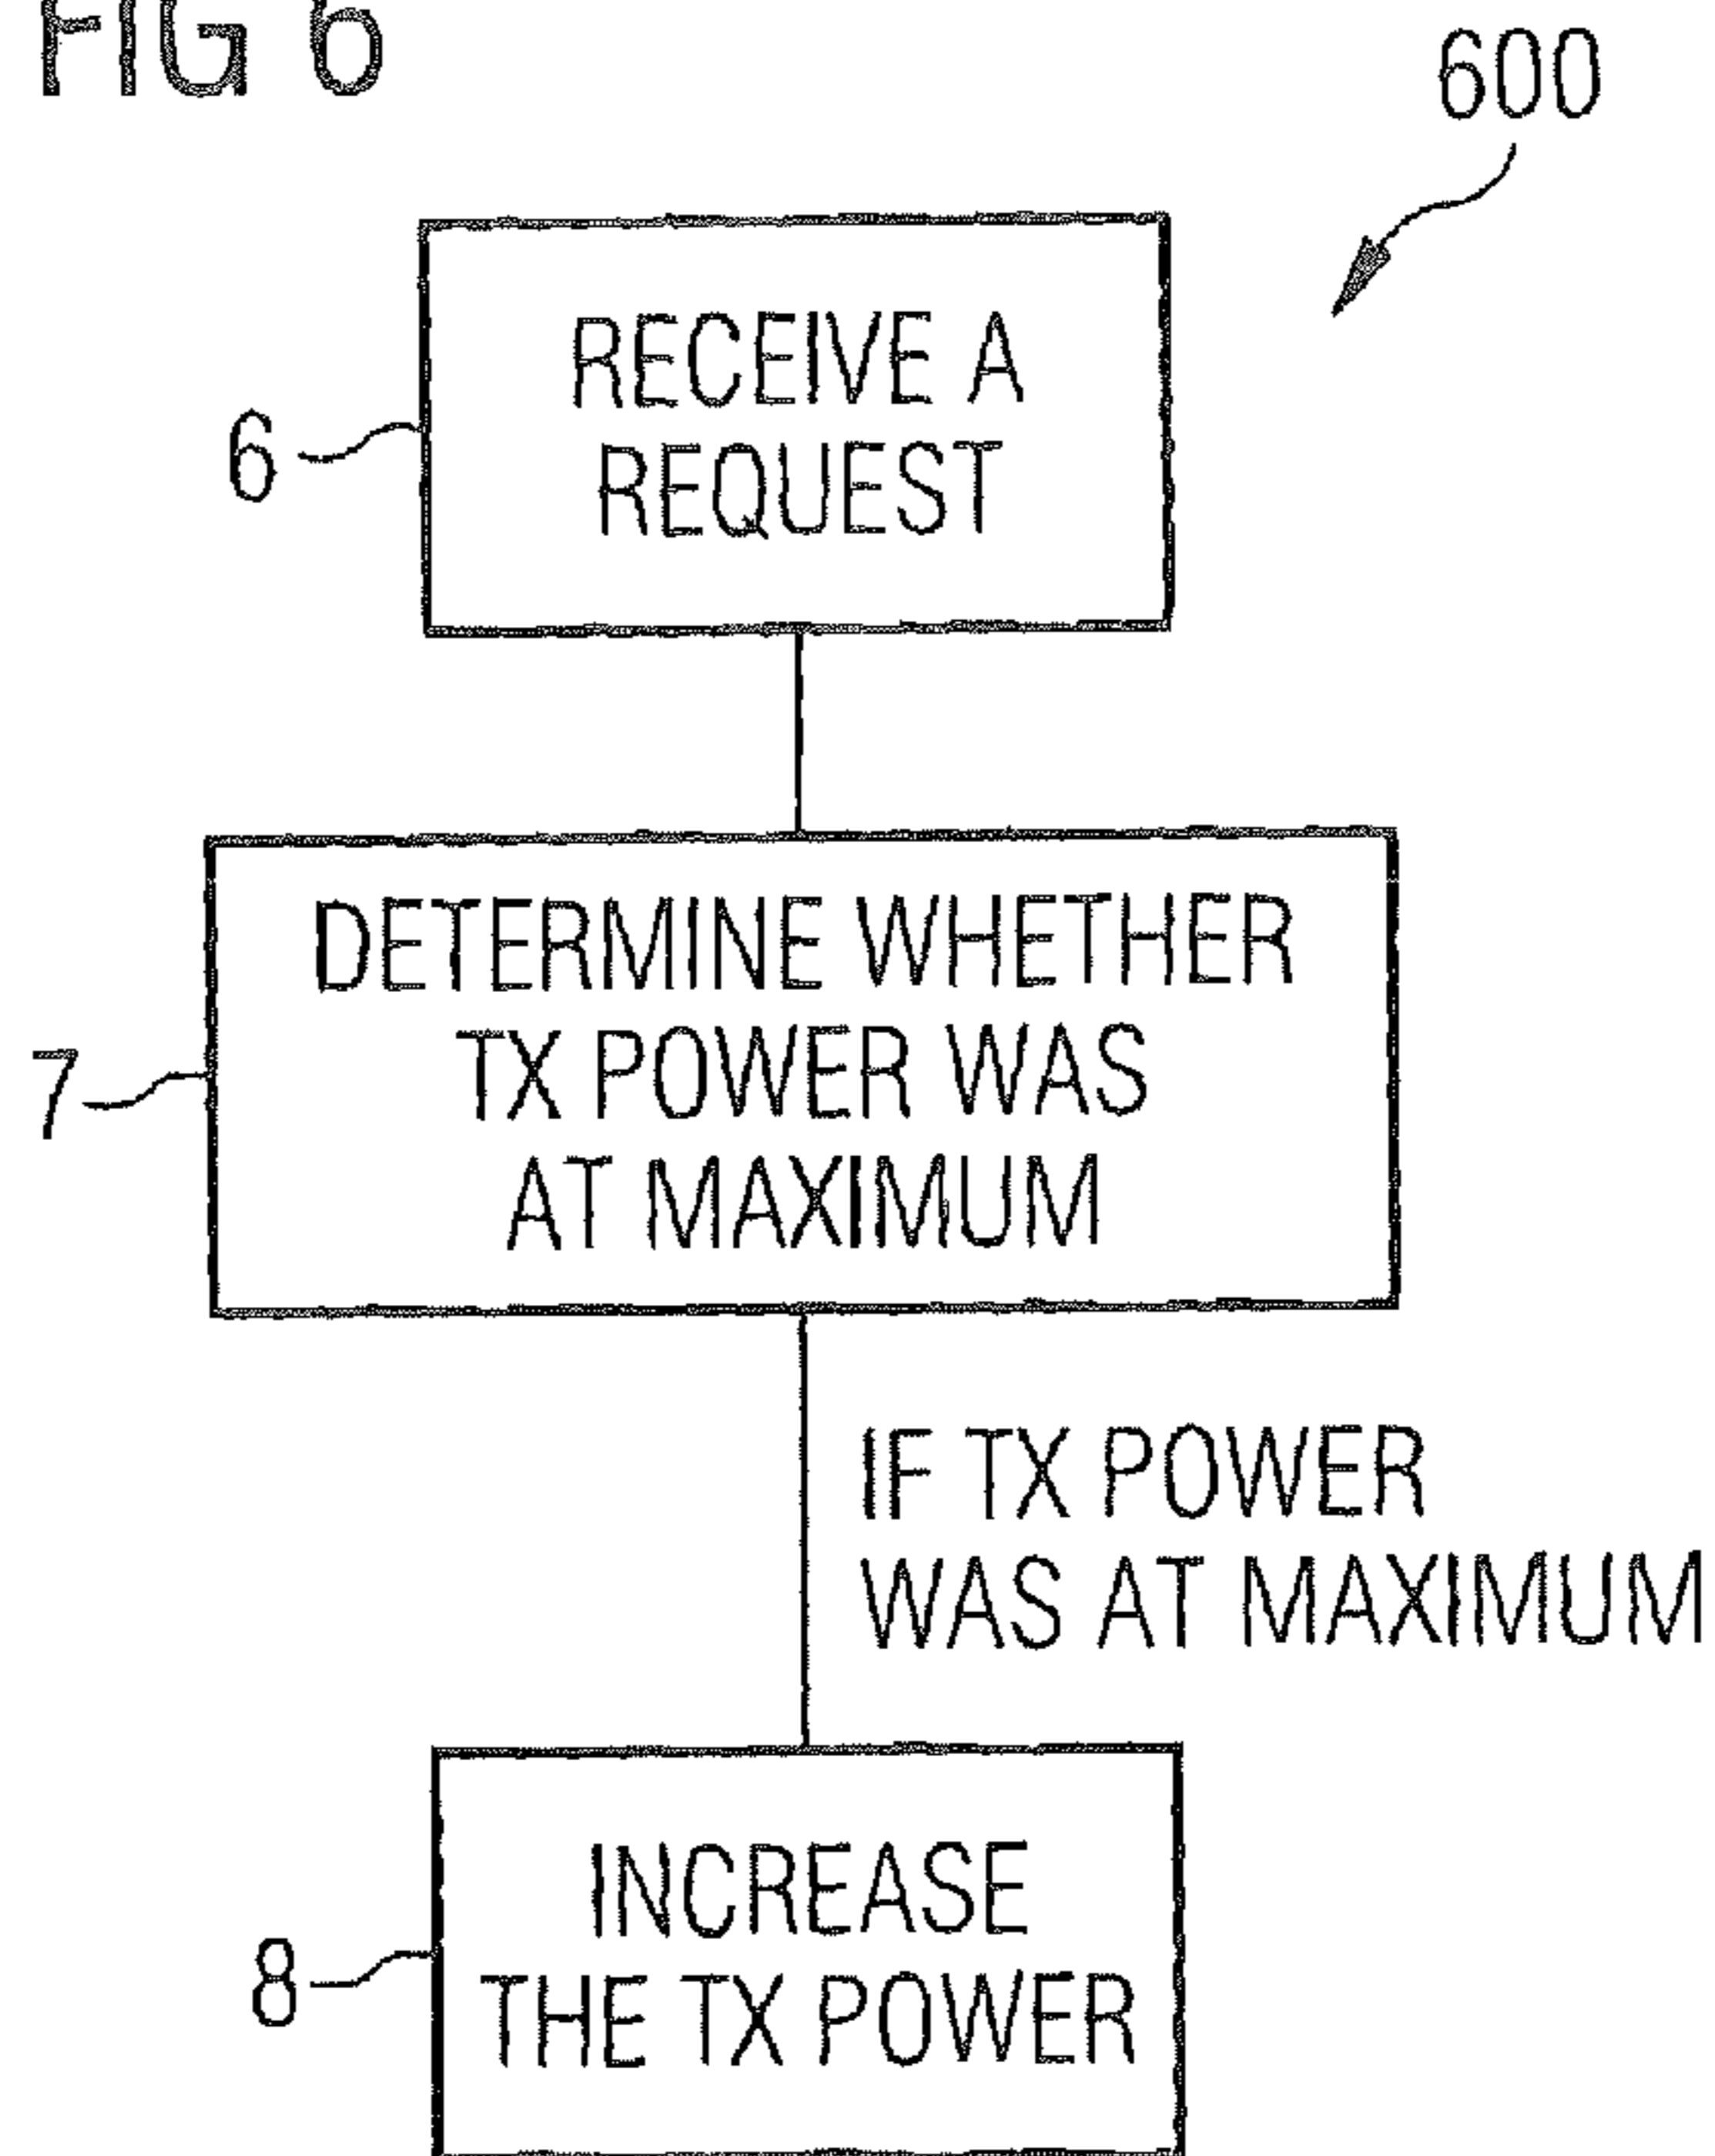 FIG 6
600
RECEIVE A
REQUEST
6
DETERMINE WHETHER
TX POWER WAS
AT MAXIMUM
7
IF TX POWER
WAS AT MAXIMUM
INCREASE
THE TX POWER
8